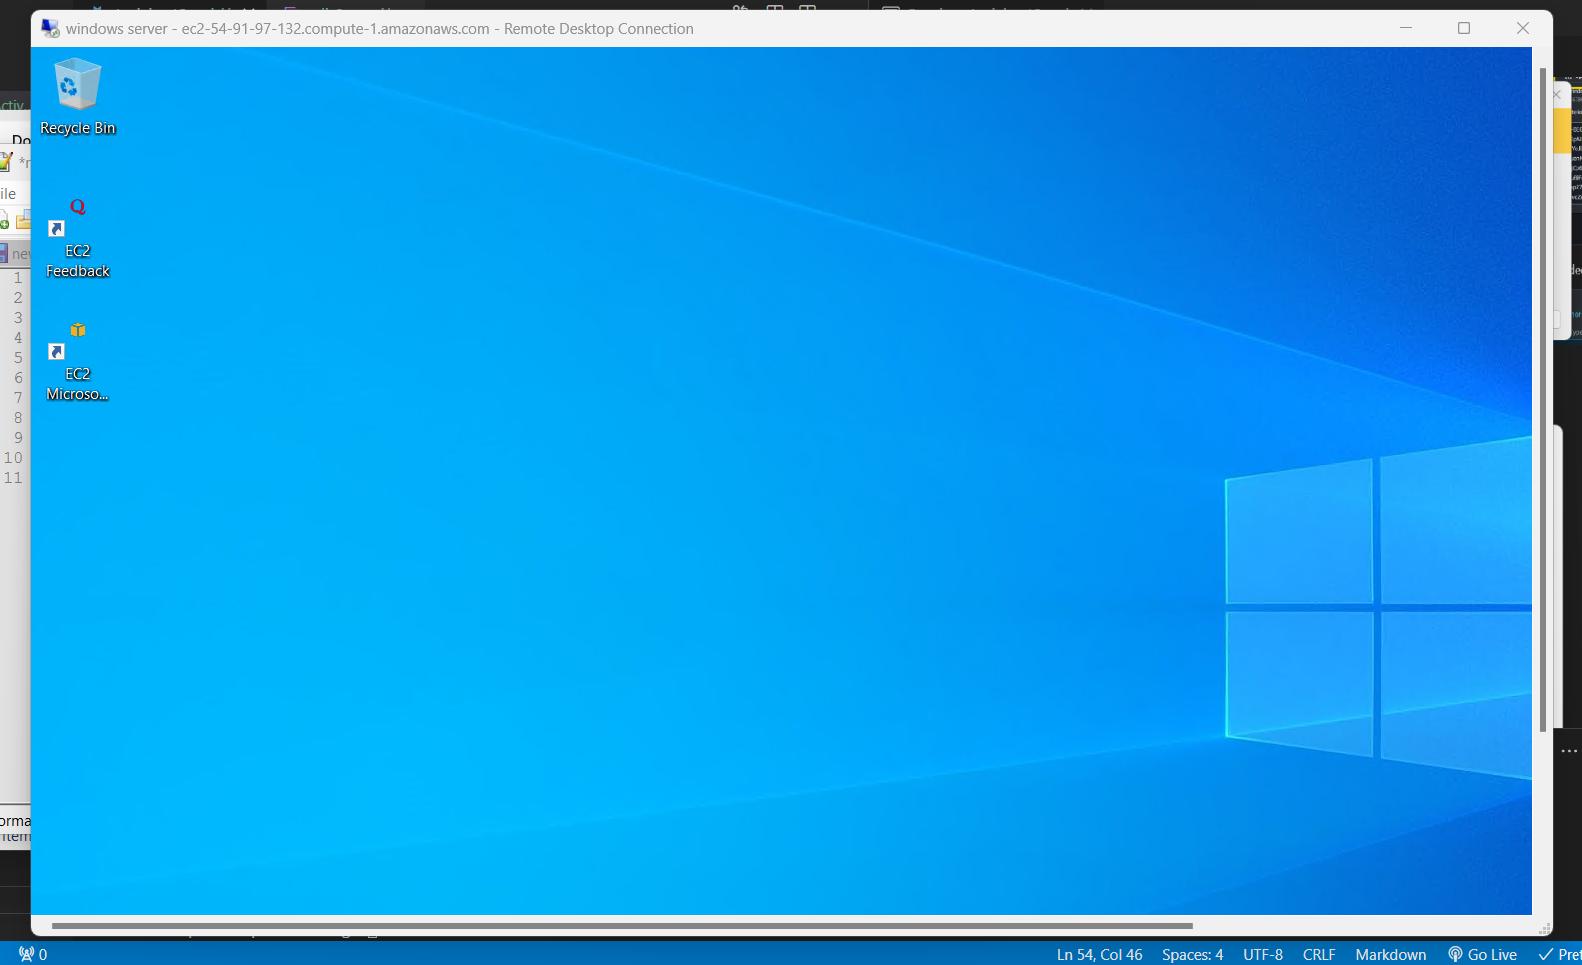 windows server - ec2-54-91-97-132.compute-1.amazonaws.com - Remote Desktop Connection
Recycle Bin
ctiv
Do
ile
EC2
Feedback
new
1
2
3
4
5
6
7
8
9
10
11
EC2
Microso...
orma
item
0
Ln 54, Col 46
Spaces: 4
UTF-8
CRLF
Markdown
Go Live
Pret